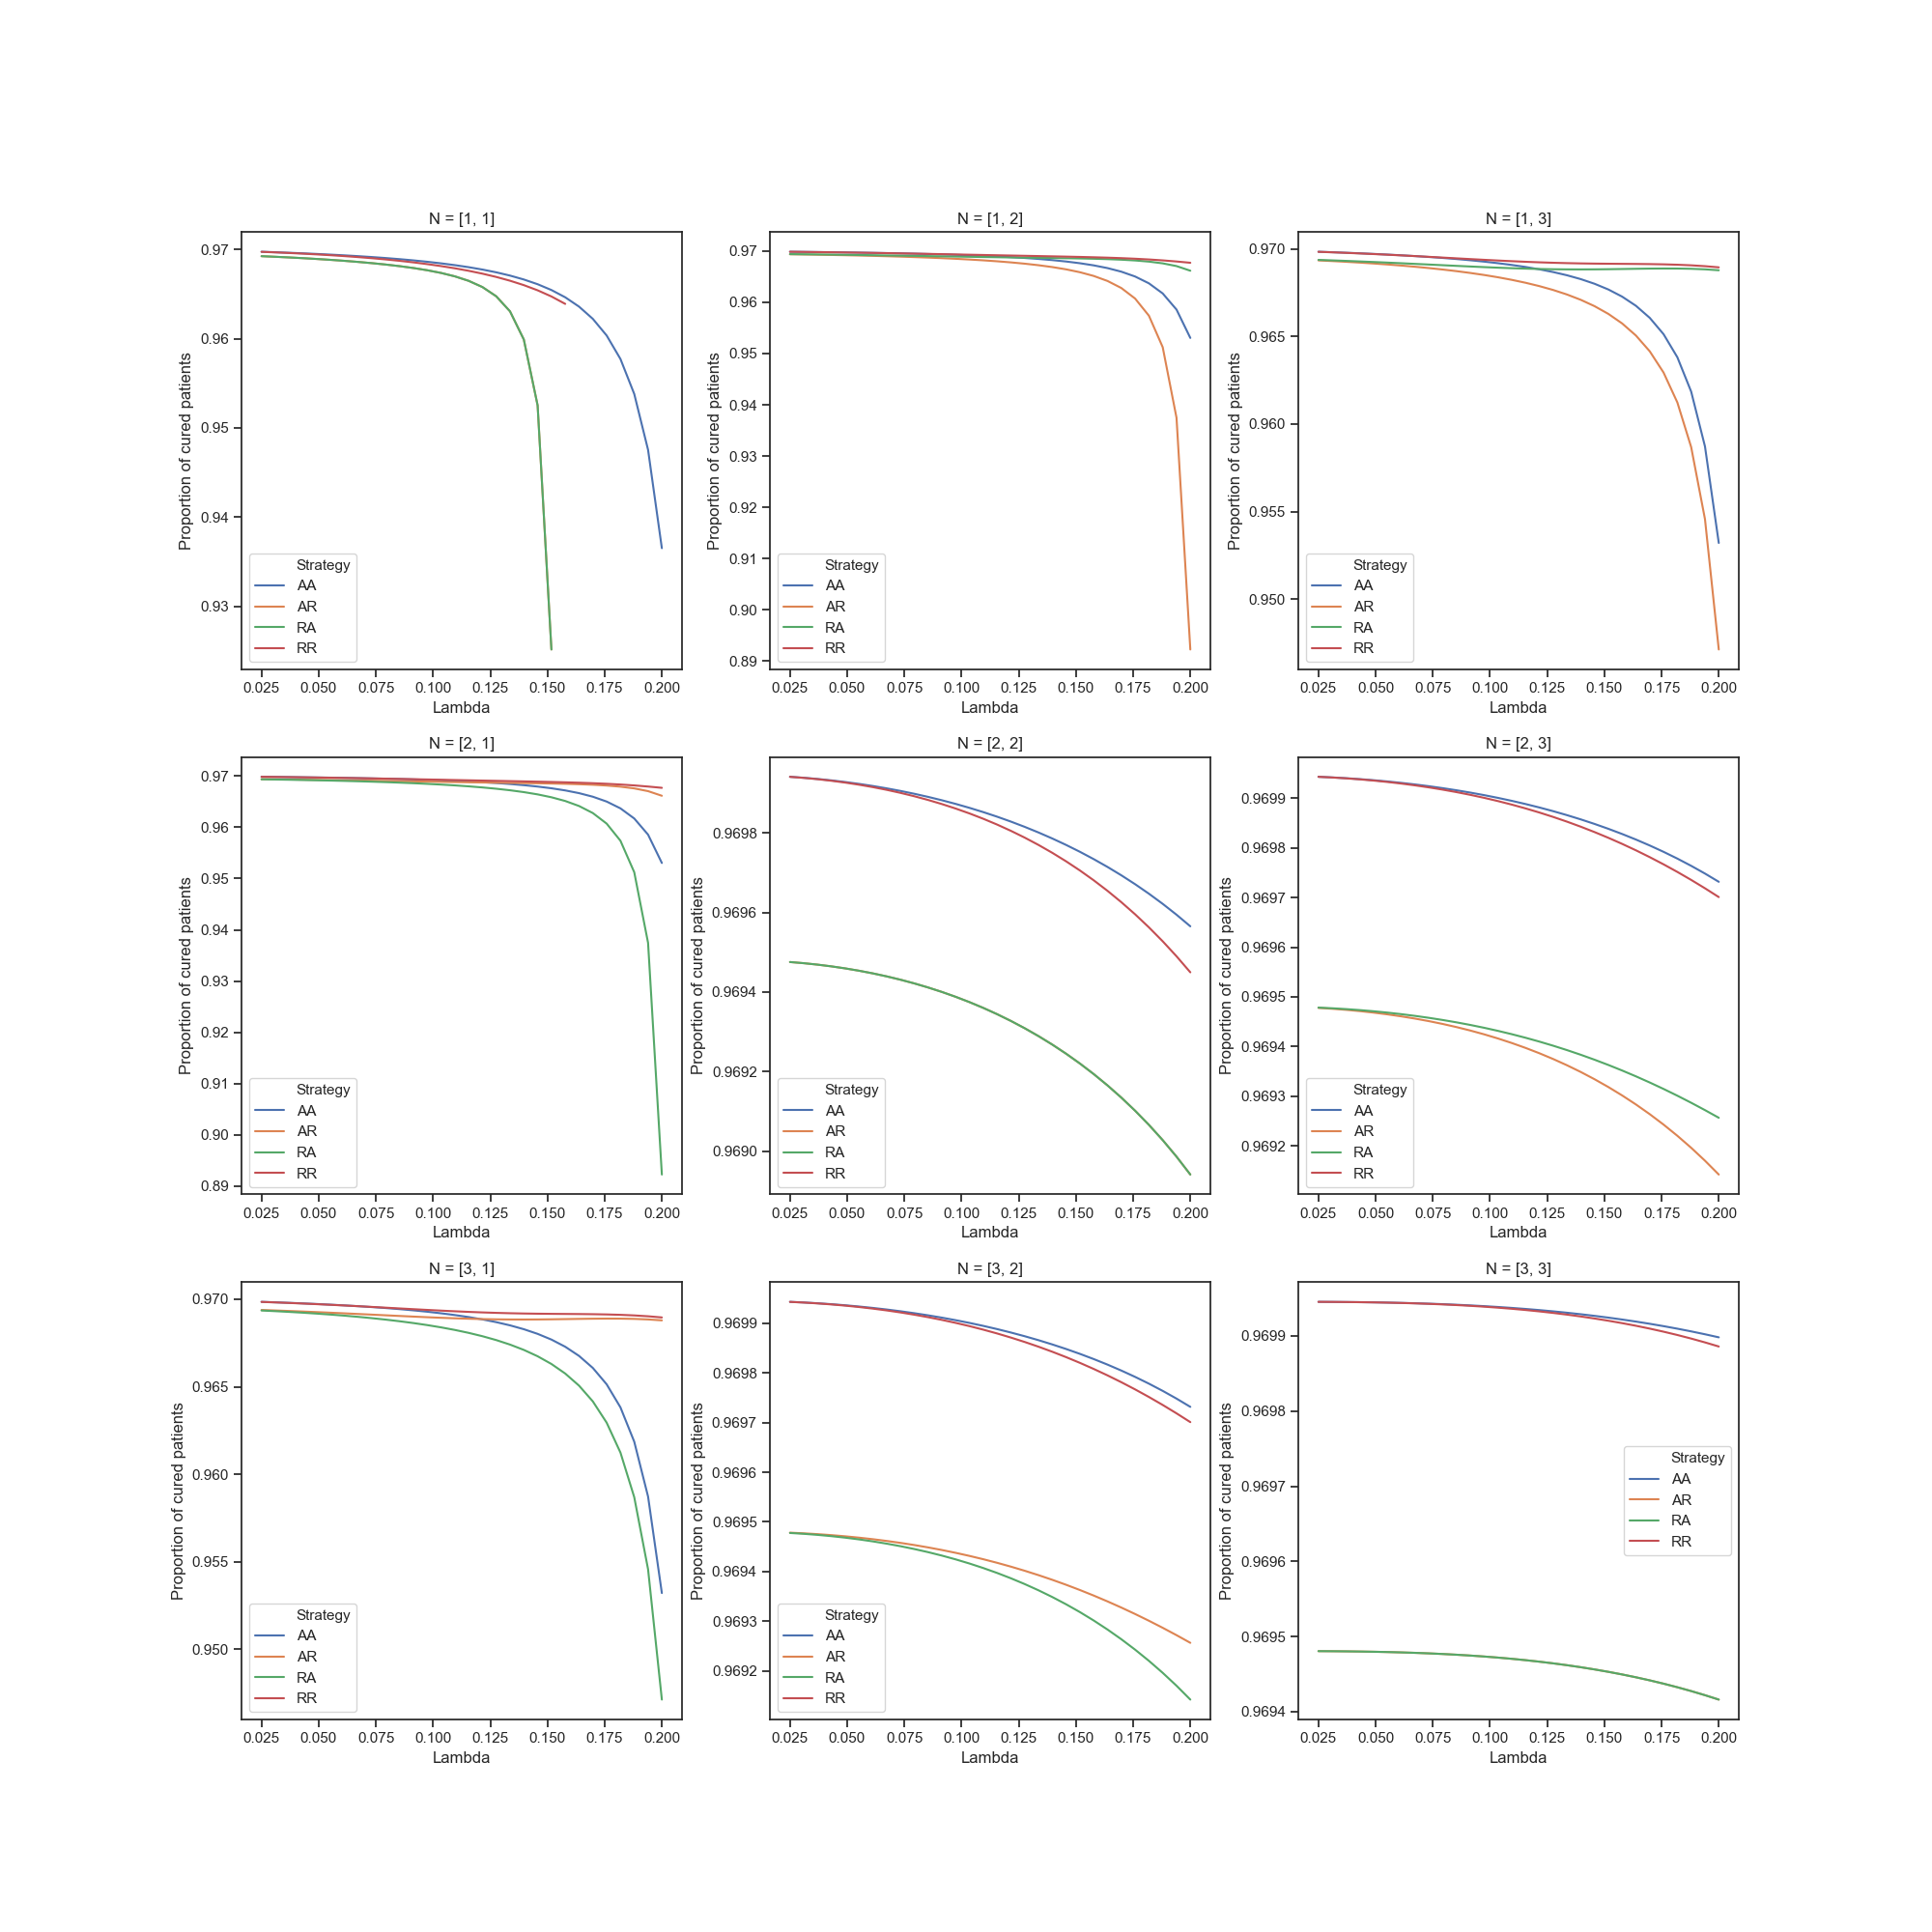 N = [1, 1]
Proportion of cured patients
0.97
0.96
0.95
0.94
0.93
Strategy
AA
AR
RA
RR
0.025 0.050 0.075 0.100 0.125 0.150 0.175 0.200
Lambda
N = [1, 2]
Proportion of cured patients
0.97
0.96
0.95
0.94
0.93
0.92
0.91
0.90
0.89
Strategy
AA
AR
RA
RR
0.025 0.050 0.075 0.100 0.125 0.150 0.175 0.200
Lambda
N = [1, 3]
Proportion of cured patients
0.970
0.965
0.960
0.955
0.950
Strategy
AA
AR
RA
RR
0.025 0.050 0.075 0.100 0.125 0.150 0.175 0.200
Lambda
N = [2, 1]
Proportion of cured patients
0.97
0.96
0.95
0.94
0.93
0.92
0.91
0.90
0.89
Strategy
AA
AR
RA
RR
0.025 0.050 0.075 0.100 0.125 0.150 0.175 0.200
Lambda
N = [2, 2]
Proportion of cured patients
0.9698
0.9696
0.9694
0.9692
0.9690
Strategy
AA
AR
RA
RR
0.025 0.050 0.075 0.100 0.125 0.150 0.175 0.200
Lambda
N = [2, 3]
Proportion of cured patients
0.9699
0.9698
0.9697
0.9696
0.9695
0.9694
0.9693
0.9692
Strategy
AA
AR
RA
RR
0.025 0.050 0.075 0.100 0.125 0.150 0.175 0.200
Lambda
N = [3, 1]
Proportion of cured patients
0.970
0.965
0.960
0.955
0.950
Strategy
AA
AR
RA
RR
0.025 0.050 0.075 0.100 0.125 0.150 0.175 0.200
Lambda
N = [3, 2]
Proportion of cured patients
0.9699
0.9698
0.9697
0.9696
0.9695
0.9694
0.9693
0.9692
Strategy
AA
AR
RA
RR
0.025 0.050 0.075 0.100 0.125 0.150 0.175 0.200
Lambda
N = [3, 3]
Proportion of cured patients
0.9699
0.9698
0.9697
0.9696
0.9695
0.9694
Strategy
AA
AR
RA
RR
0.025 0.050 0.075 0.100 0.125 0.150 0.175 0.200
Lambda